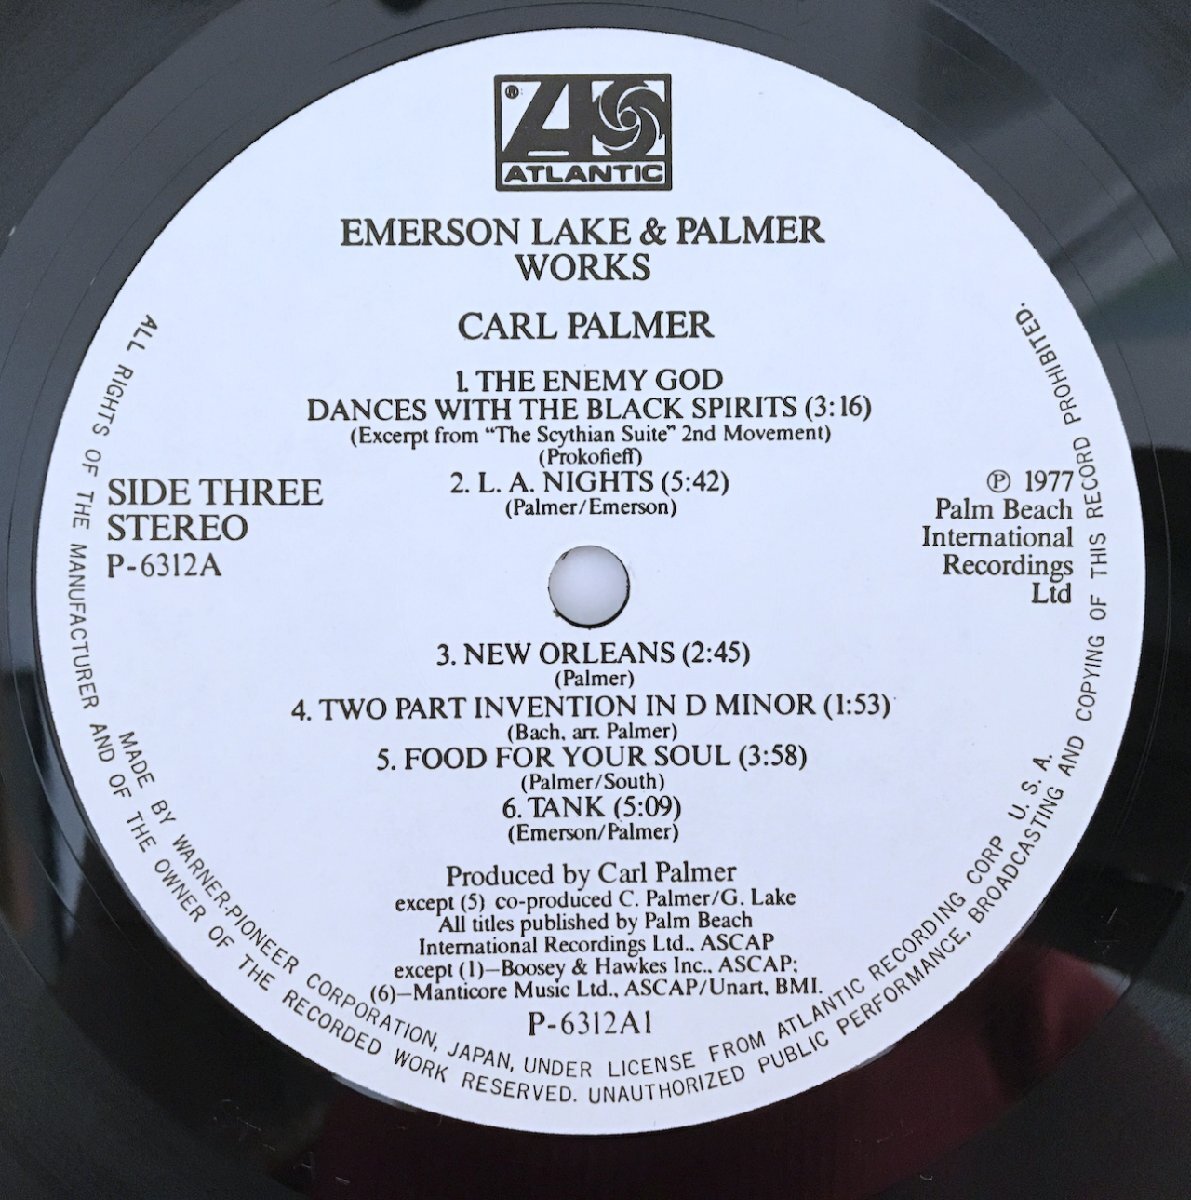 ®
ATLANTIC
EMERSON LAKE & PALMER
WORKS
CARL PALMER
1. THE ENEMY GOD
DANCES WITH THE BLACK SPIRITS (3:16)
(Excerpt from “The Scythian Suite” 2nd Movement)
(Prokofieff)
2. L. A. NIGHTS (5:42)
(Palmer/Emerson)
SIDE THREE
STEREO
P-6312A
℗ 1977
Palm Beach
International
Recordings
Ltd
3. NEW ORLEANS (2:45)
(Palmer)
4. TWO PART INVENTION IN D MINOR (1:53)
(Bach, arr. Palmer)
5. FOOD FOR YOUR SOUL (3:58)
(Palmer/South)
6. TANK (5:09)
(Emerson/Palmer)
Produced by Carl Palmer
except (5) co-produced C. Palmer/G. Lake
All titles published by Palm Beach
International Recordings Ltd., ASCAP
except (1)—Boosey & Hawkes Inc., ASCAP;
(6)—Manticore Music Ltd., ASCAP/Unart, BMI.
P-6312A1
MADE BY WARNER-PIONEER CORPORATION, JAPAN, UNDER LICENSE FROM ATLANTIC RECORDING CORP U. S. A.
ALL RIGHTS OF THE MANUFACTURER AND OF THE OWNER OF THE RECORDED WORK RESERVED. UNAUTHORIZED PUBLIC PERFORMANCE, BROADCASTING AND COPYING OF THIS RECORD PROHIBITED.